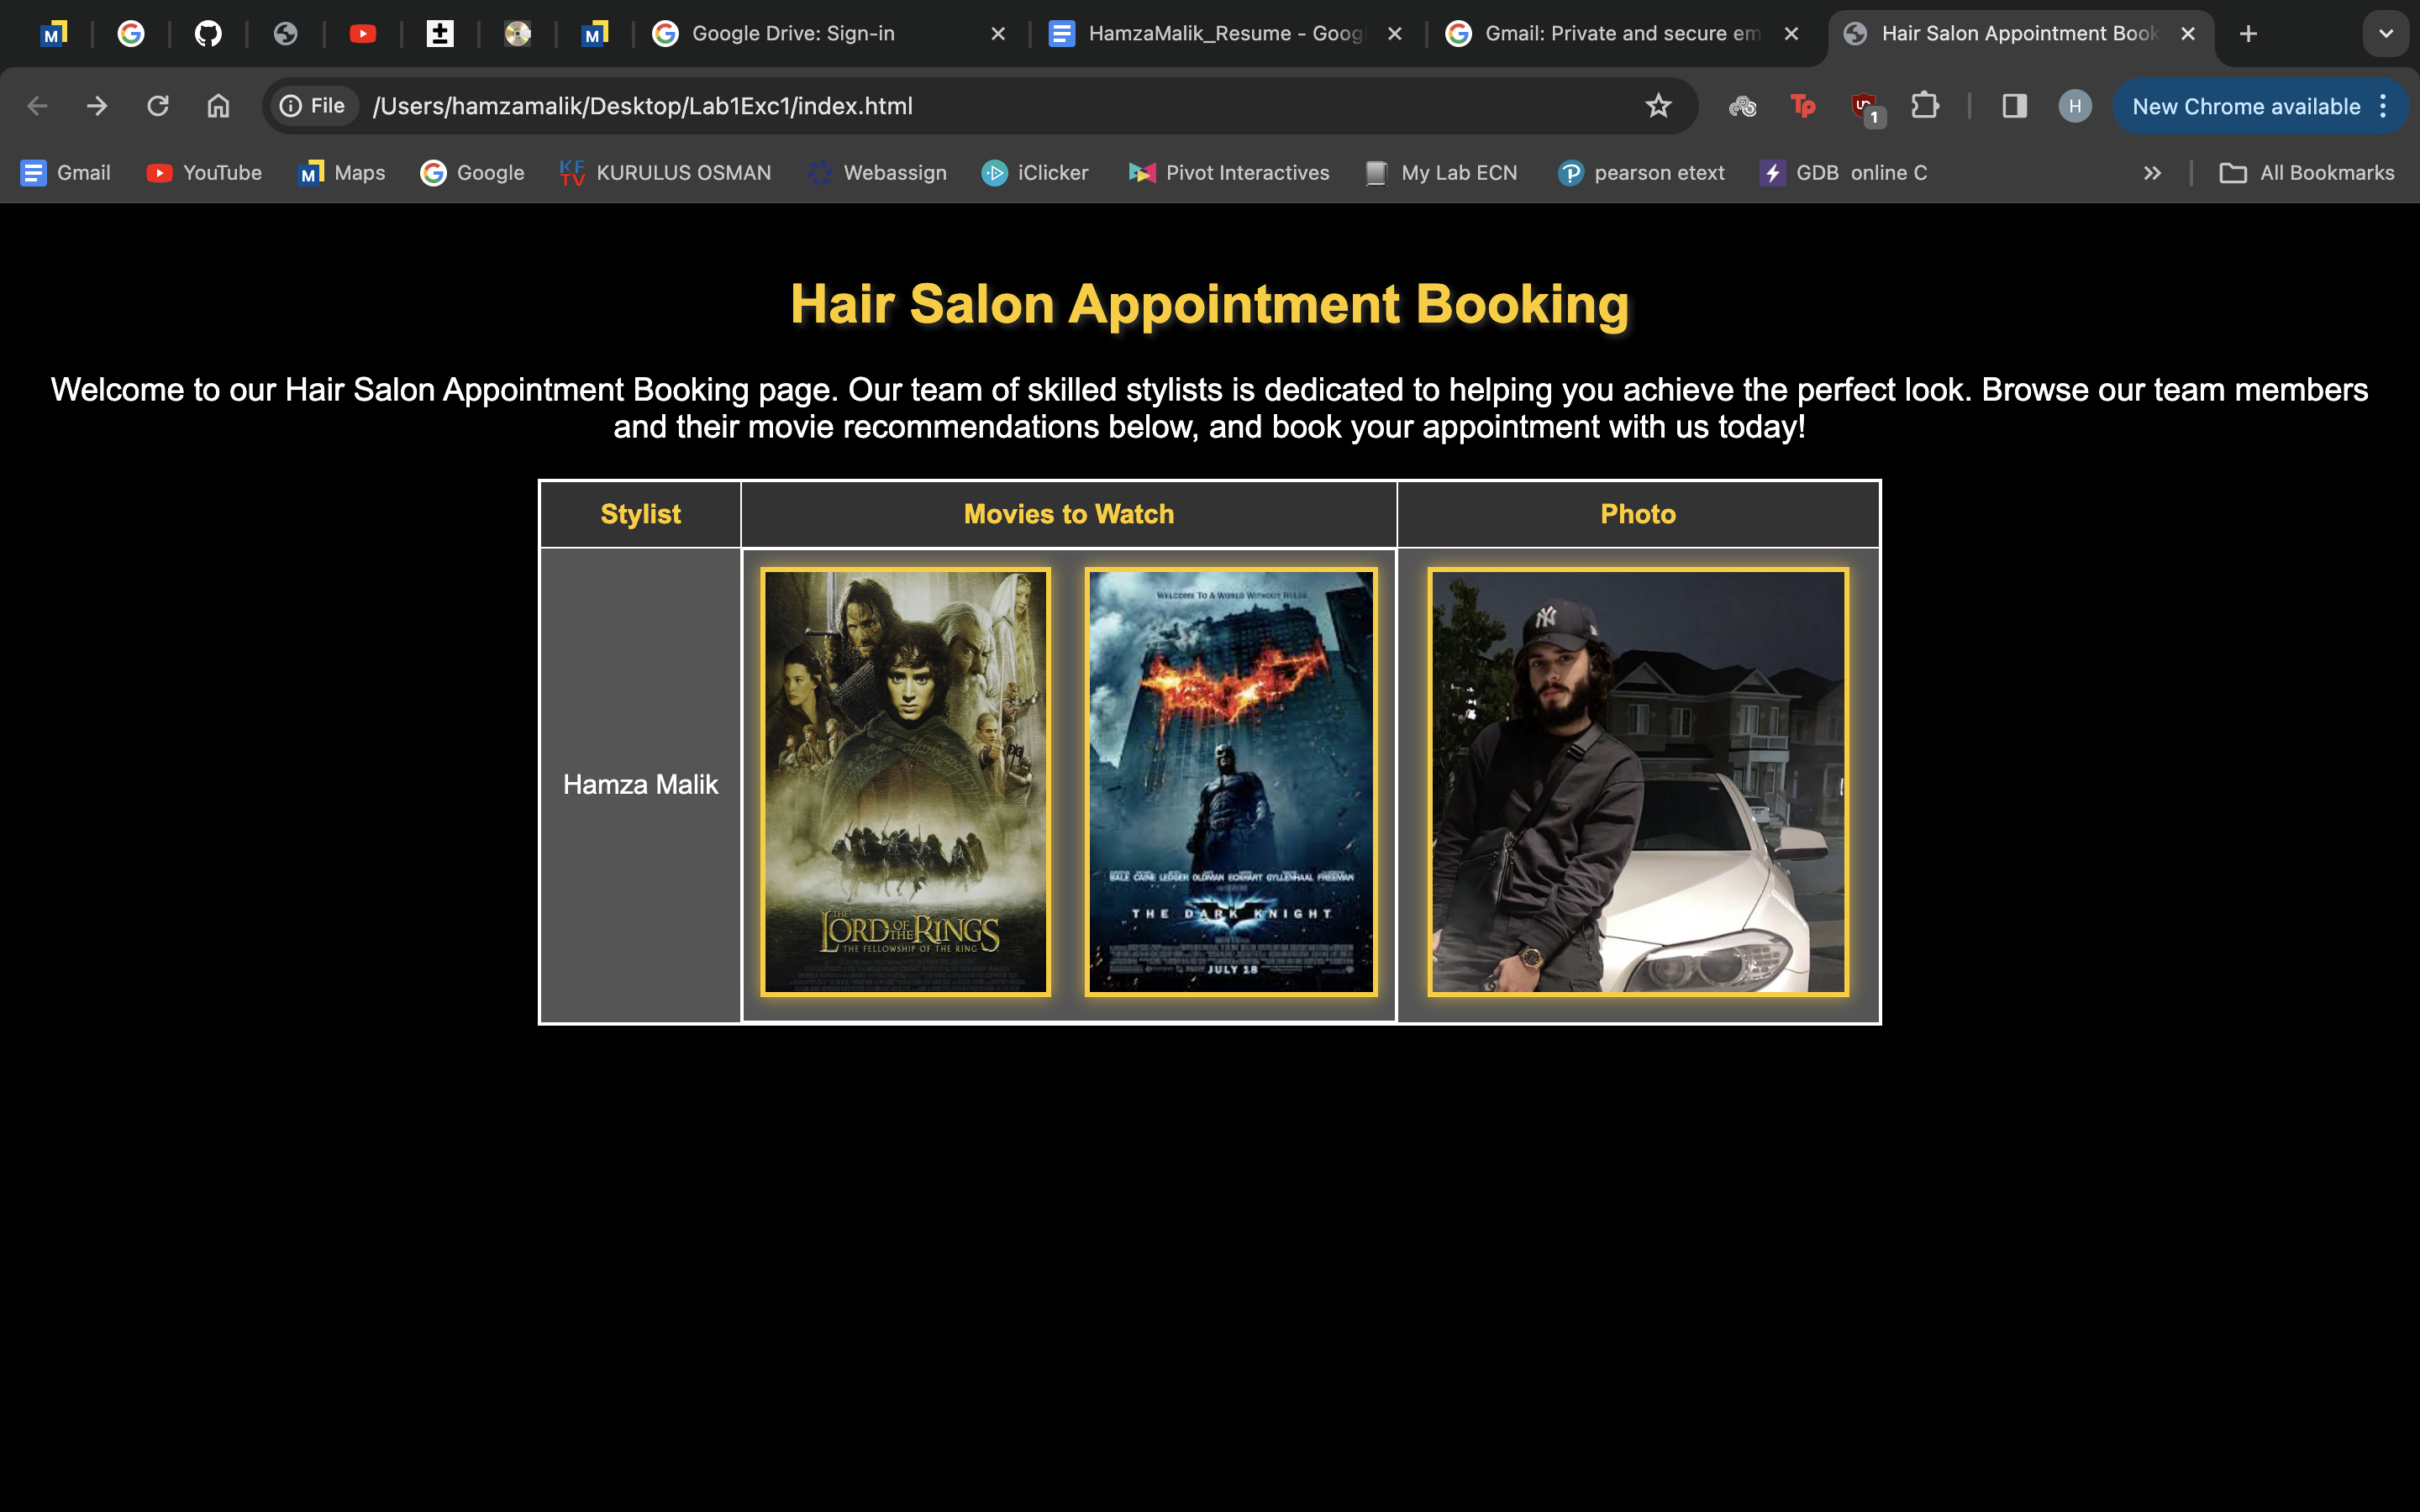 Google Drive: Sign-in
HamzaMalik_Resume - Goog
Gmail: Private and secure em
Hair Salon Appointment Book
File /Users/hamzamalik/Desktop/Lab1Exc1/index.html
1
H
New Chrome available
Gmail
YouTube
Maps
Google
KURULUS OSMAN
Webassign
iClicker
Pivot Interactives
My Lab ECN
pearson etext
GDB online C
All Bookmarks
Hair Salon Appointment Booking
Welcome to our Hair Salon Appointment Booking page. Our team of skilled stylists is dedicated to helping you achieve the perfect look. Browse our team members
and their movie recommendations below, and book your appointment with us today!
Stylist
Movies to Watch
Photo
Hamza Malik
THE
LORD OF THE RINGS
THE FELLOWSHIP OF THE RING
WELCOME TO A WORLD WITHOUT RULES
BALE CAINE LEDGER OLDMAN ECKHART GYLLENHAAL FREEMAN
THE DARK KNIGHT
JULY 18
NY